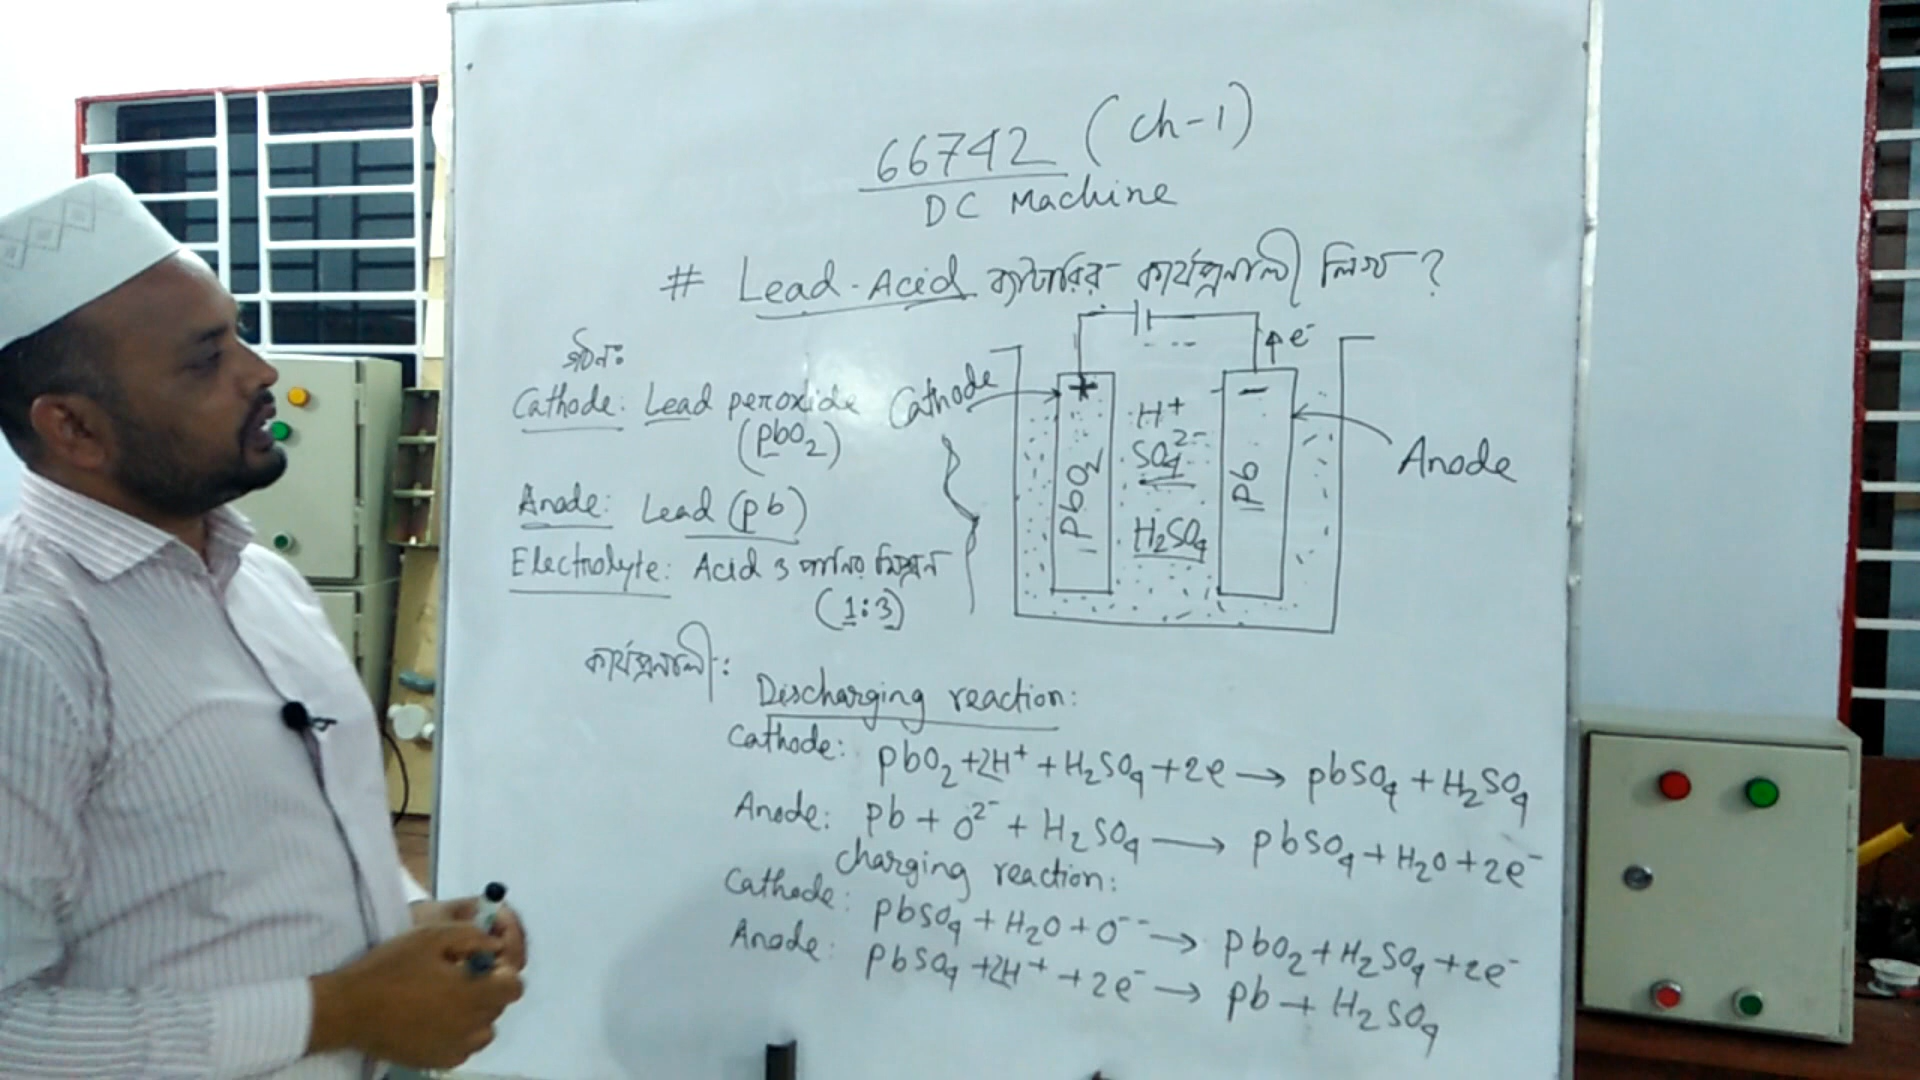 66742 (ch-1)
DC Machine
# Lead-Acid ব্যাটারির কার্যপ্রনালী লিখ?
গঠন:
Cathode: Lead peroxide
(PbO2)
Anode: Lead (pb)
Electrolyte: Acid ও পানির মিশ্রন
(1:3)
Cathode
+
PbO2
H+
SO4 2-
H2SO4
e-
-
Pb
Anode
কার্যপ্রনালী:
Discharging reaction:
Cathode: PbO2 +2H+ + H2SO4 +2e → PbSO4 + H2SO4
Anode: Pb + O2- + H2SO4 → PbSO4 + H2O + 2e-
charging reaction:
Cathode: PbSO4 + H2O + O-- → PbO2 + H2SO4 + 2e-
Anode: PbSO4 +2H+ + 2e- → Pb + H2SO4